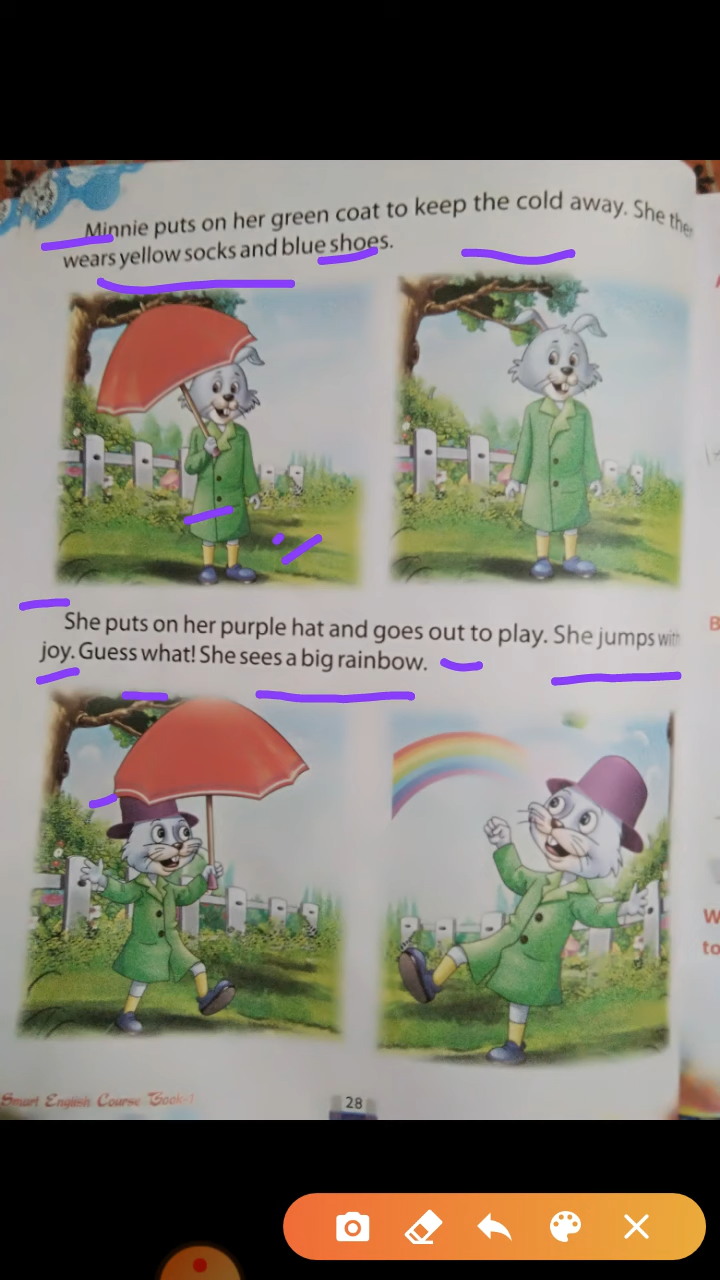 Minnie puts on her green coat to keep the cold away. She then
wears yellow socks and blue shoes.
She puts on her purple hat and goes out to play. She jumps with
joy. Guess what! She sees a big rainbow.
Smart English Course Book-1
28
B
W
to